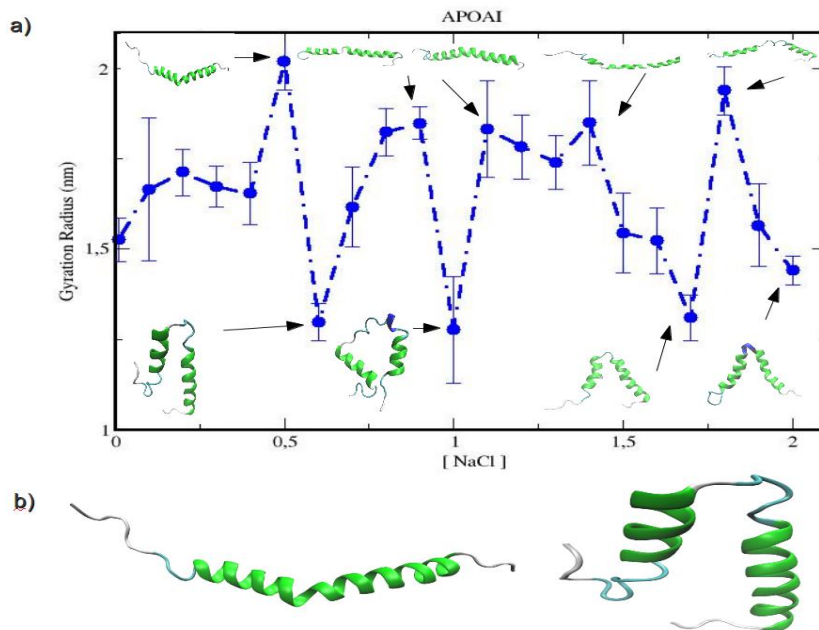 APOAI
a)
2
1,5
1
Gyration Radius (nm)
0 0,5 1 1,5 2
[ NaCl ]
b)